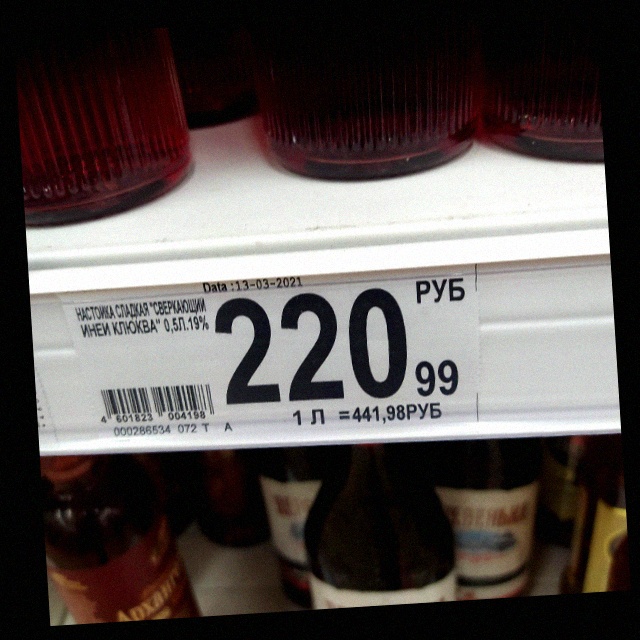 Data :13-03-2021
НАСТОЙКА СЛАДКАЯ "СВЕРКАЮЩИЙ
ИНЕЙ КЛЮКВА" 0,5Л.19%
220
РУБ
99
4 601823 004198
1 Л =441,98РУБ
000286534 072 Т А